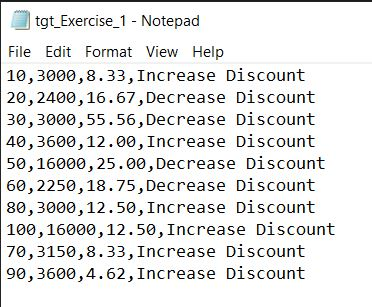 tgt_Exercise_1 - Notepad
File Edit Format View Help
10,3000,8.33,Increase Discount
20,2400,16.67,Decrease Discount
30,3000,55.56,Decrease Discount
40,3600,12.00,Increase Discount
50,16000,25.00,Decrease Discount
60,2250,18.75,Decrease Discount
80,3000,12.50,Increase Discount
100,16000,12.50,Increase Discount
70,3150,8.33,Increase Discount
90,3600,4.62,Increase Discount